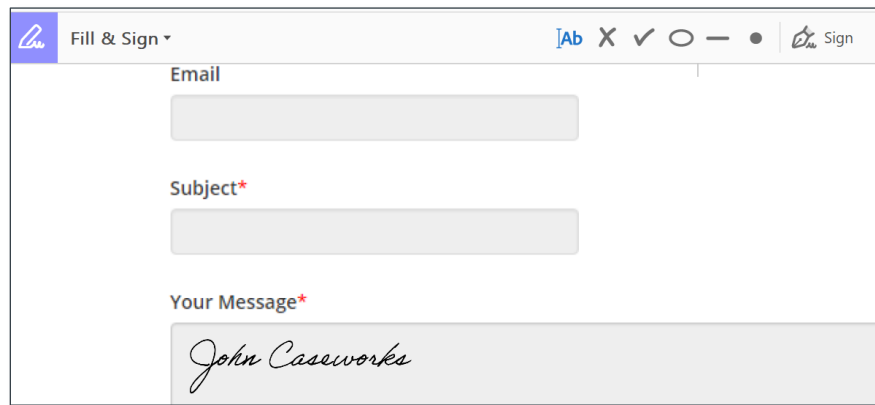 Fill & Sign Ab Sign
Email
Subject*
Your Message*
John Caseworks